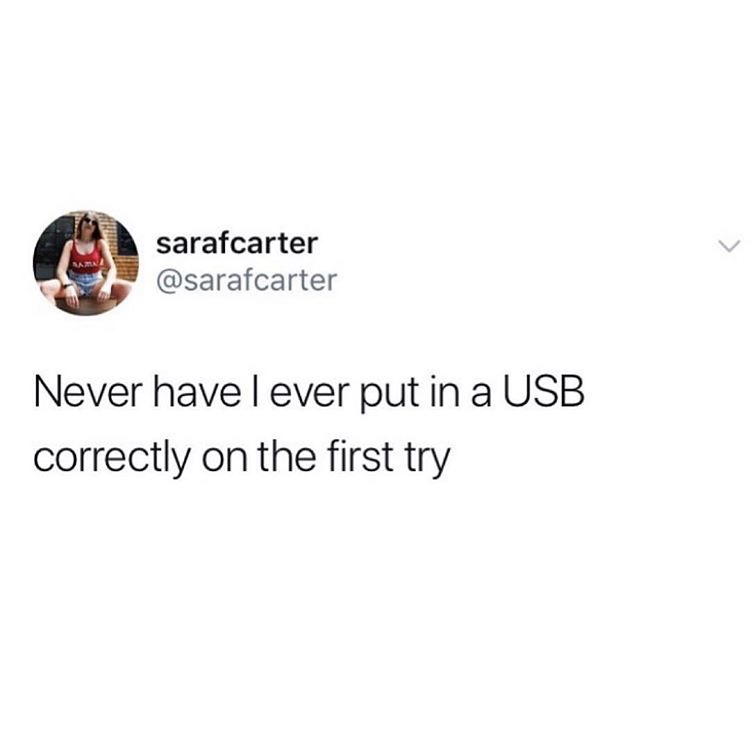 sarafcarter
@sarafcarter
Never have I ever put in a USB
correctly on the first try